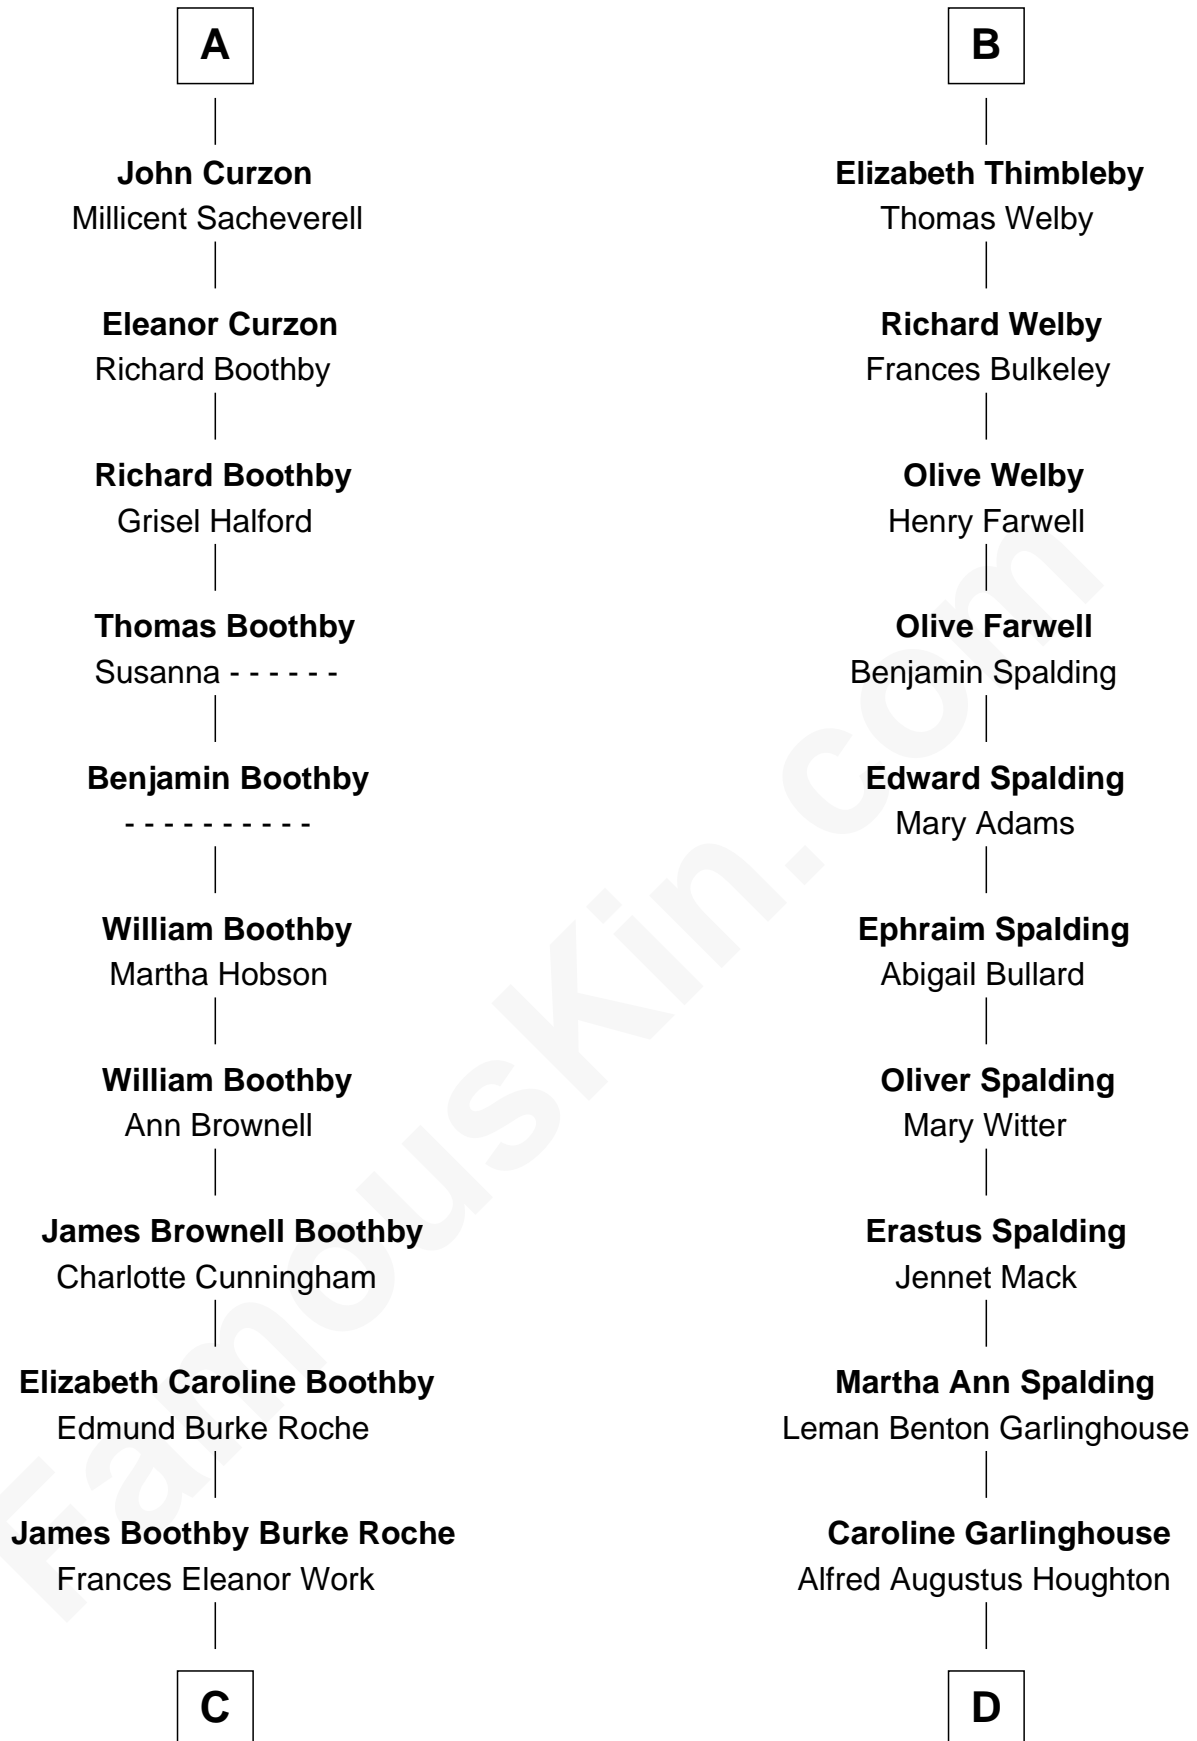 A
John Curzon
Millicent Sacheverell
Eleanor Curzon
Richard Boothby
Richard Boothby
Grisel Halford
Thomas Boothby
Susanna - - - - - -
Benjamin Boothby
- - - - - - - - - -
William Boothby
Martha Hobson
William Boothby
Ann Brownell
James Brownell Boothby
Charlotte Cunningham
Elizabeth Caroline Boothby
Edmund Burke Roche
James Boothby Burke Roche
Frances Eleanor Work
C
B
Elizabeth Thimbleby
Thomas Welby
Richard Welby
Frances Bulkeley
Olive Welby
Henry Farwell
Olive Farwell
Benjamin Spalding
Edward Spalding
Mary Adams
Ephraim Spalding
Abigail Bullard
Oliver Spalding
Mary Witter
Erastus Spalding
Jennet Mack
Martha Ann Spalding
Leman Benton Garlinghouse
Caroline Garlinghouse
Alfred Augustus Houghton
D
FamousKin.com